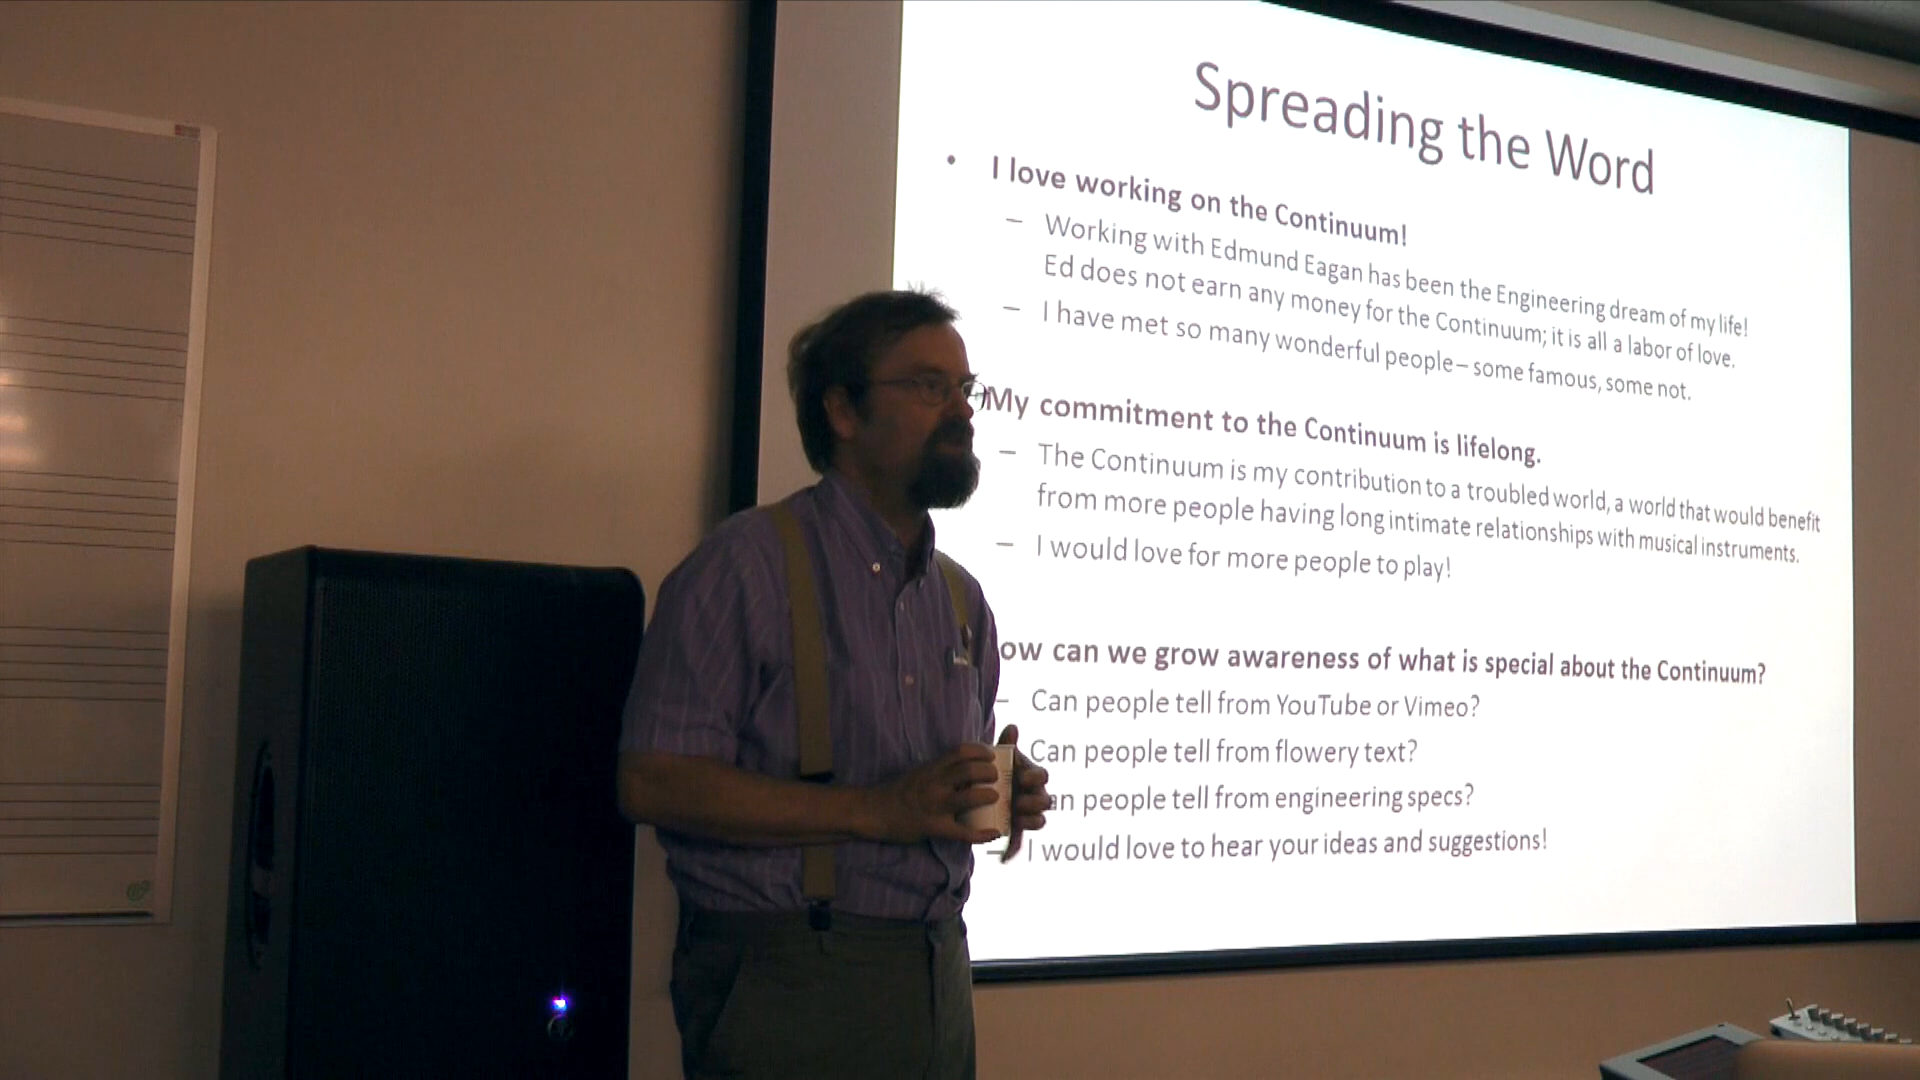 Spreading the Word
• I love working on the Continuum!
– Working with Edmund Eagan has been the Engineering dream of my life!
Ed does not earn any money for the Continuum; it is all a labor of love.
– I have met so many wonderful people – some famous, some not.
My commitment to the Continuum is lifelong.
– The Continuum is my contribution to a troubled world, a world that would benefit
from more people having long intimate relationships with musical instruments.
– I would love for more people to play!
ow can we grow awareness of what is special about the Continuum?
– Can people tell from YouTube or Vimeo?
Can people tell from flowery text?
an people tell from engineering specs?
– I would love to hear your ideas and suggestions!